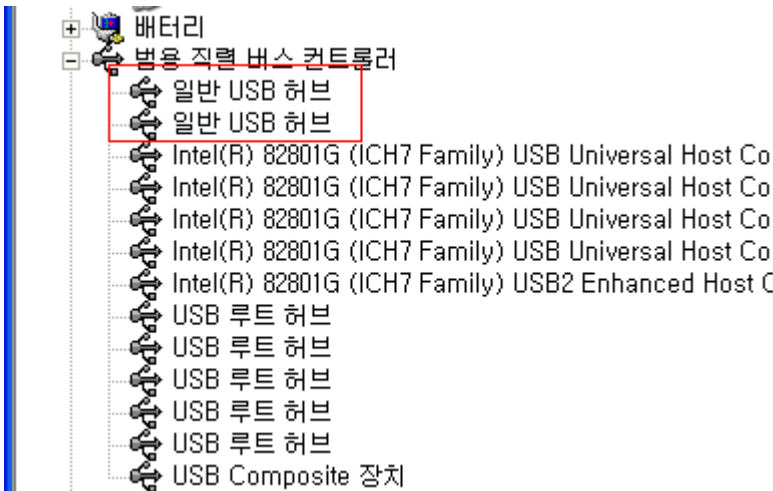 배터리
범용 직렬 버스 컨트롤러
일반 USB 허브
일반 USB 허브
Intel(R) 82801G (ICH7 Family) USB Universal Host Co
Intel(R) 82801G (ICH7 Family) USB Universal Host Co
Intel(R) 82801G (ICH7 Family) USB Universal Host Co
Intel(R) 82801G (ICH7 Family) USB Universal Host Co
Intel(R) 82801G (ICH7 Family) USB2 Enhanced Host C
USB 루트 허브
USB 루트 허브
USB 루트 허브
USB 루트 허브
USB 루트 허브
USB Composite 장치